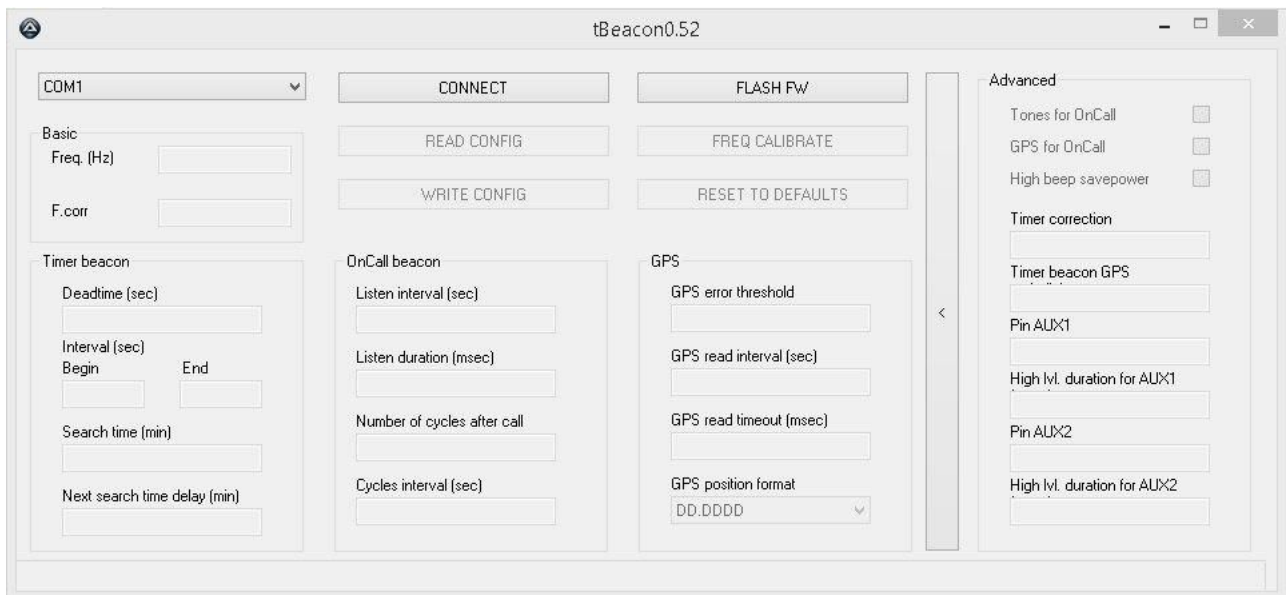 tBeacon0.52
COM1
CONNECT
FLASH FW
READ CONFIG
FREQ CALIBRATE
WRITE CONFIG
RESET TO DEFAULTS
Basic
Freq. (Hz)
F.corr
Timer beacon
Deadtime (sec)
Interval (sec)
Begin End
Search time (min)
Next search time delay (min)
OnCall beacon
Listen interval (sec)
Listen duration (msec)
Number of cycles after call
Cycles interval (sec)
GPS
GPS error threshold
GPS read interval (sec)
GPS read timeout (msec)
GPS position format
DD.DDDD
<
Advanced
Tones for OnCall
GPS for OnCall
High beep savepower
Timer correction
Timer beacon GPS
Pin AUX1
High lvl. duration for AUX1
Pin AUX2
High lvl. duration for AUX2